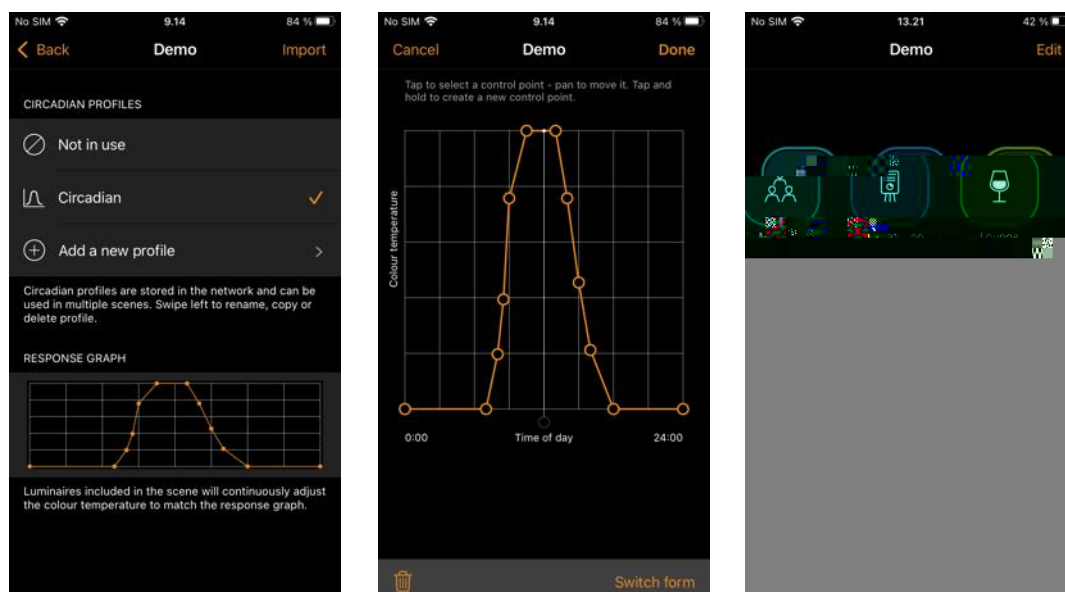 No SIM 9.14 84 %
Back Demo Import
CIRCADIAN PROFILES
Not in use
Circadian
Add a new profile
Circadian profiles are stored in the network and can be
used in multiple scenes. Swipe left to rename, copy or
delete profile.
RESPONSE GRAPH
Luminaires included in the scene will continuously adjust
the colour temperature to match the response graph.
No SIM 9.14 84 %
Cancel Demo Done
Tap to select a control point - pan to move it. Tap and
hold to create a new control point.
Colour temperature
0:00 Time of day 24:00
Switch form
No SIM 13.21 42 %
Demo Edit
Lounge